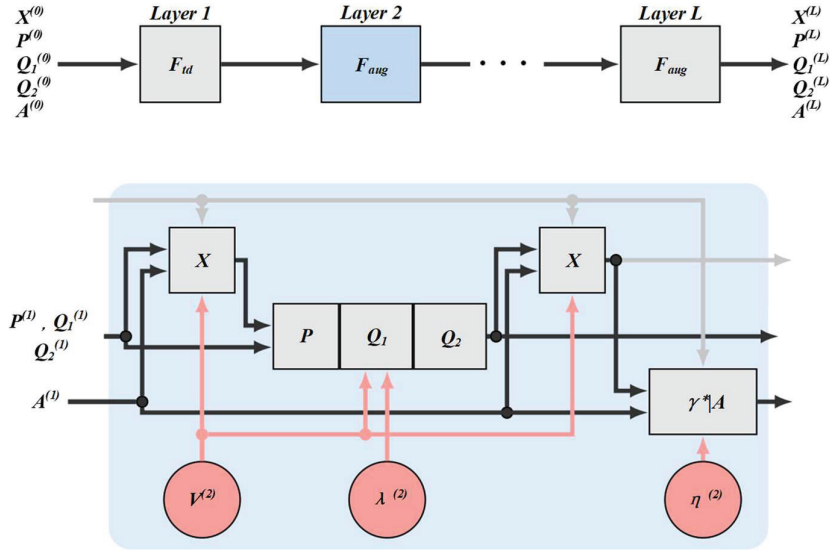 X^(0)
P^(0)
Q_1^(0)
Q_2^(0)
A^(0)
Layer 1
F_td
Layer 2
F_aug
. . .
Layer L
F_aug
X^(L)
P^(L)
Q_1^(L)
Q_2^(L)
A^(L)
X
X
P^(1) , Q_1^(1)
Q_2^(1)
P
Q_1
Q_2
A^(1)
γ*|A
V^(2)
λ^(2)
η^(2)